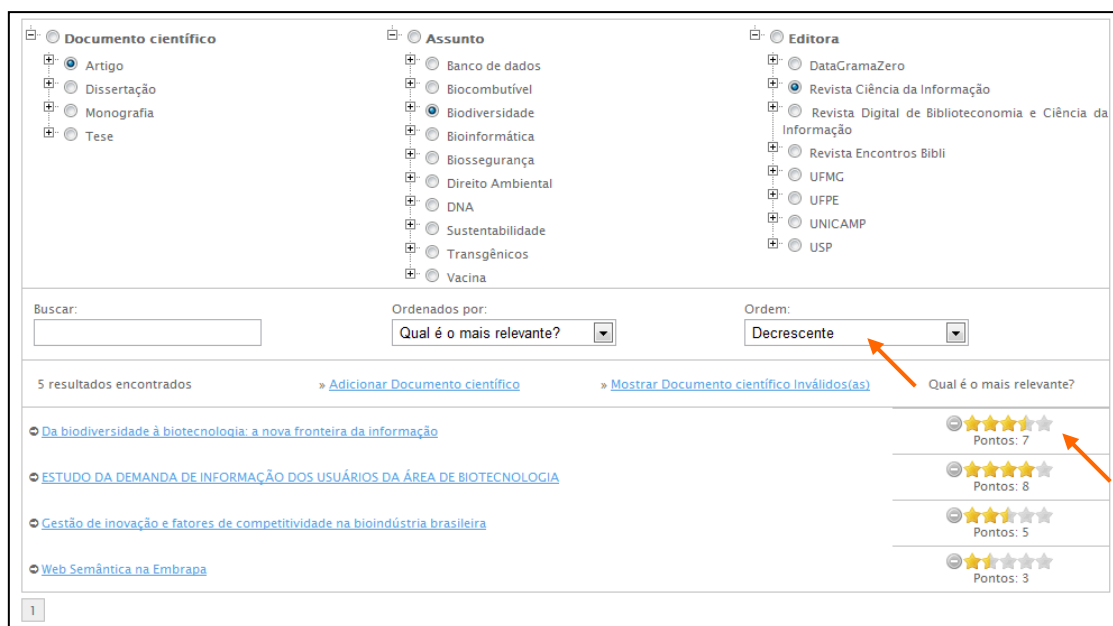 Documento científico
Artigo
Dissertação
Monografia
Tese
Assunto
Banco de dados
Biocombutível
Biodiversidade
Bioinformática
Biossegurança
Direito Ambiental
DNA
Sustentabilidade
Transgênicos
Vacina
Editora
DataGramaZero
Revista Ciência da Informação
Revista Digital de Biblioteconomia e Ciência da
Informação
Revista Encontros Bibli
UFMG
UFPE
UNICAMP
USP
Buscar:
Ordenados por:
Qual é o mais relevante?
Ordem:
Decrescente
5 resultados encontrados
» Adicionar Documento científico
» Mostrar Documento científico Inválidos(as)
Qual é o mais relevante?
Da biodiversidade à biotecnologia: a nova fronteira da informação
Pontos: 7
ESTUDO DA DEMANDA DE INFORMAÇÃO DOS USUÁRIOS DA ÁREA DE BIOTECNOLOGIA
Pontos: 8
Gestão de inovação e fatores de competitividade na bioindústria brasileira
Pontos: 5
Web Semântica na Embrapa
Pontos: 3
1